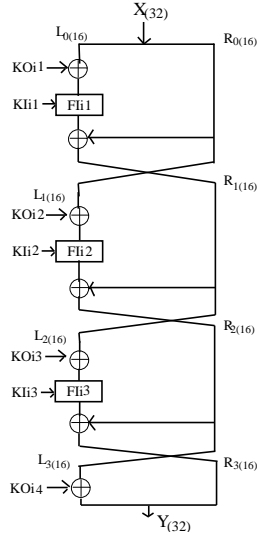 X(32)
L0(16) R0(16)
KOi1
KIi1 FIi1
L1(16) R1(16)
KOi2
KIi2 FIi2
L2(16) R2(16)
KOi3
KIi3 FIi3
L3(16) R3(16)
KOi4
Y(32)